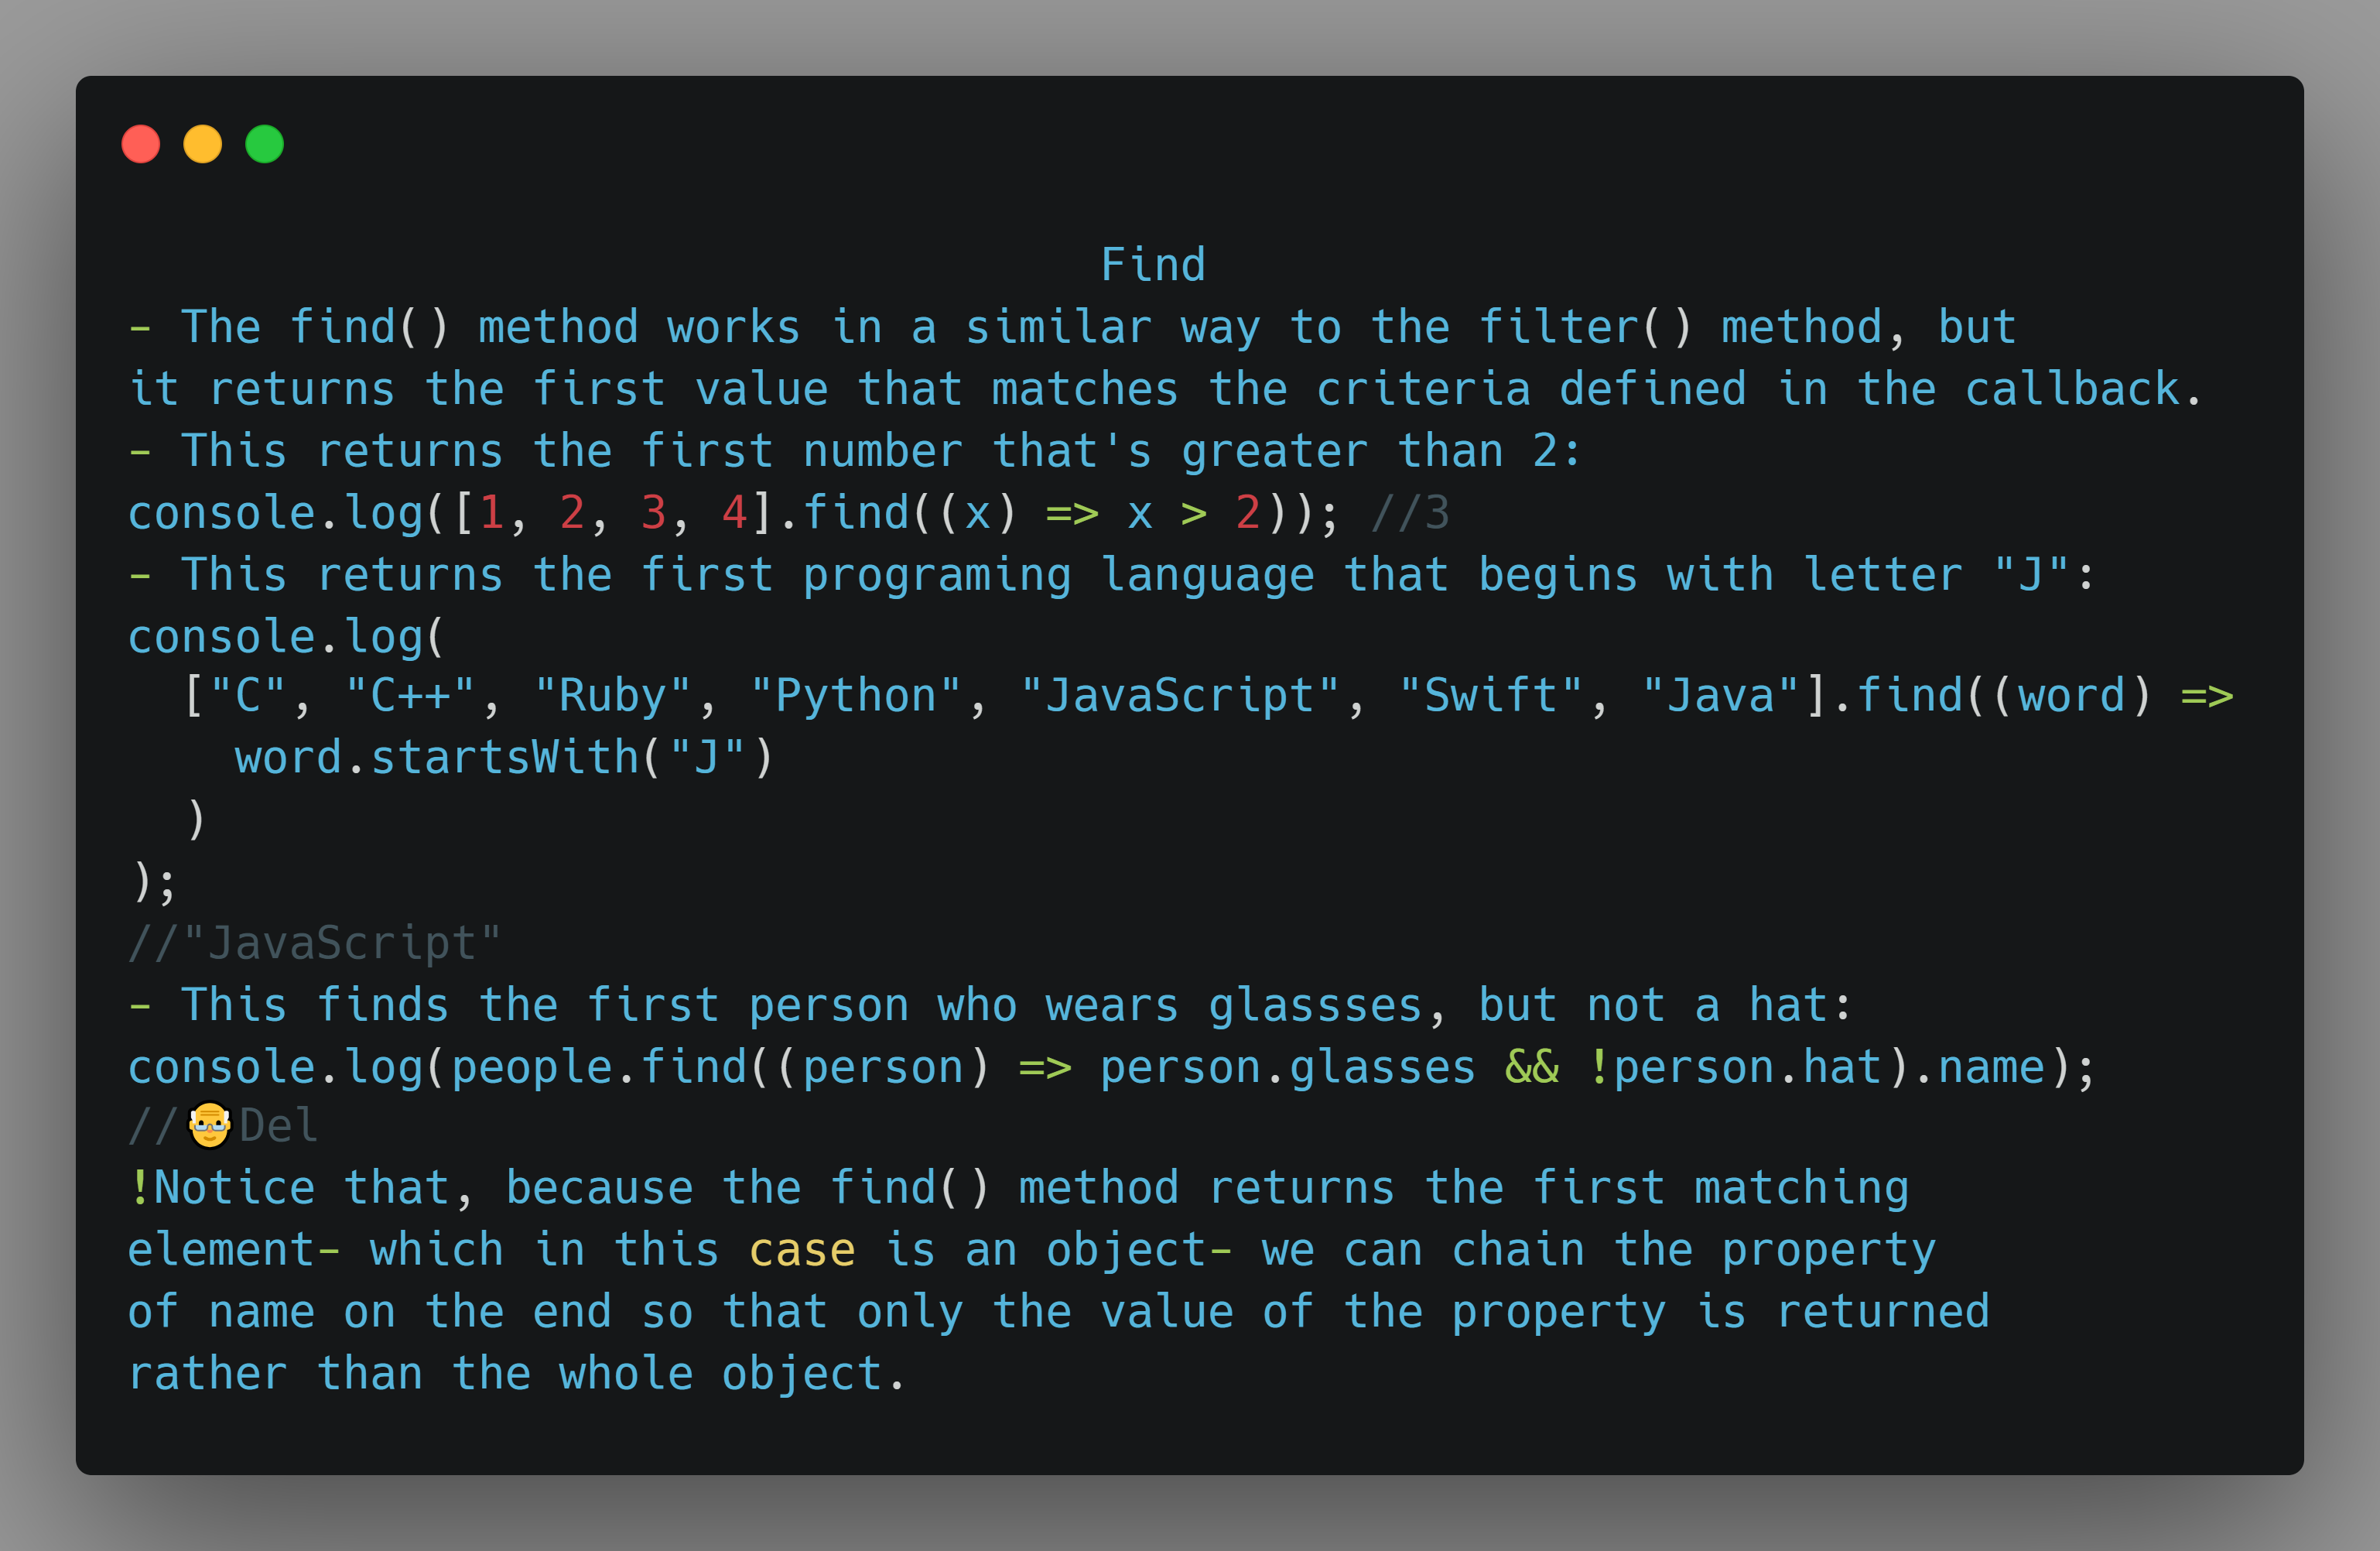 Find
- The find() method works in a similar way to the filter() method, but
it returns the first value that matches the criteria defined in the callback.
- This returns the first number that's greater than 2:
console.log([1, 2, 3, 4].find((x) => x > 2)); //3
- This returns the first programing language that begins with letter "J":
console.log(
  ["C", "C++", "Ruby", "Python", "JavaScript", "Swift", "Java"].find((word) =>
    word.startsWith("J")
  )
);
//"JavaScript"
- This finds the first person who wears glassses, but not a hat:
console.log(people.find((person) => person.glasses && !person.hat).name);
//👴Del
!Notice that, because the find() method returns the first matching
element- which in this case is an object- we can chain the property
of name on the end so that only the value of the property is returned
rather than the whole object.